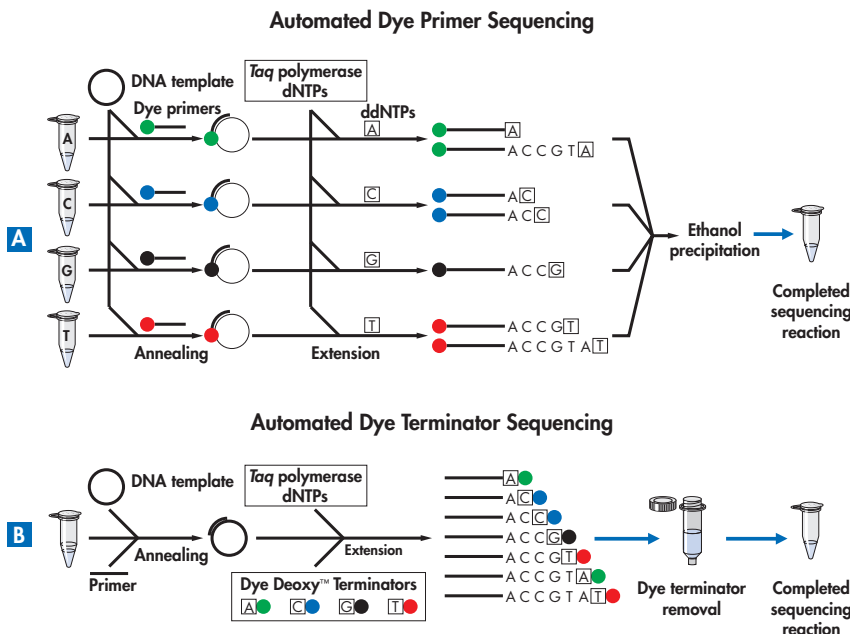 Automated Dye Primer Sequencing
DNA template
Taq polymerase
dNTPs
Dye primers
ddNTPs
A
A
A
A C C G T A
C
C
A C
A C C
A
G
G
A C C G
Ethanol
precipitation
Completed
sequencing
reaction
T
T
A C C G T
A C C G T A T
Annealing
Extension
Automated Dye Terminator Sequencing
DNA template
Taq polymerase
dNTPs
B
Annealing
Extension
Primer
Dye Deoxy™ Terminators
A C G T
A
A C
A C C
A C C G
A C C G T
A C C G T A
A C C G T A T
Dye terminator
removal
Completed
sequencing
reaction